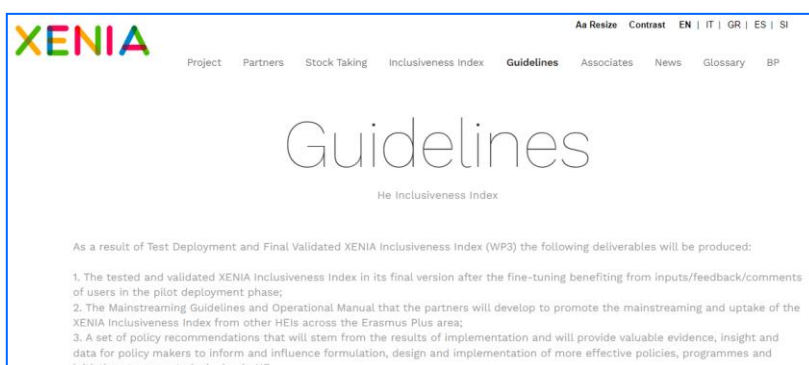 Aa Resize Contrast EN | IT | GR | ES | SI
XENIA
Project Partners Stock Taking Inclusiveness Index Guidelines Associates News Glossary BP
Guidelines
He Inclusiveness Index
As a result of Test Deployment and Final Validated XENIA Inclusiveness Index (WP3) the following deliverables will be produced:
1. The tested and validated XENIA Inclusiveness Index in its final version after the fine-tuning benefiting from inputs/feedback/comments
of users in the pilot deployment phase;
2. The Mainstreaming Guidelines and Operational Manual that the partners will develop to promote the mainstreaming and uptake of the
XENIA Inclusiveness Index from other HEIs across the Erasmus Plus area;
3. A set of policy recommendations that will stem from the results of implementation and will provide valuable evidence, insight and
data for policy makers to inform and influence formulation, design and implementation of more effective policies, programmes and